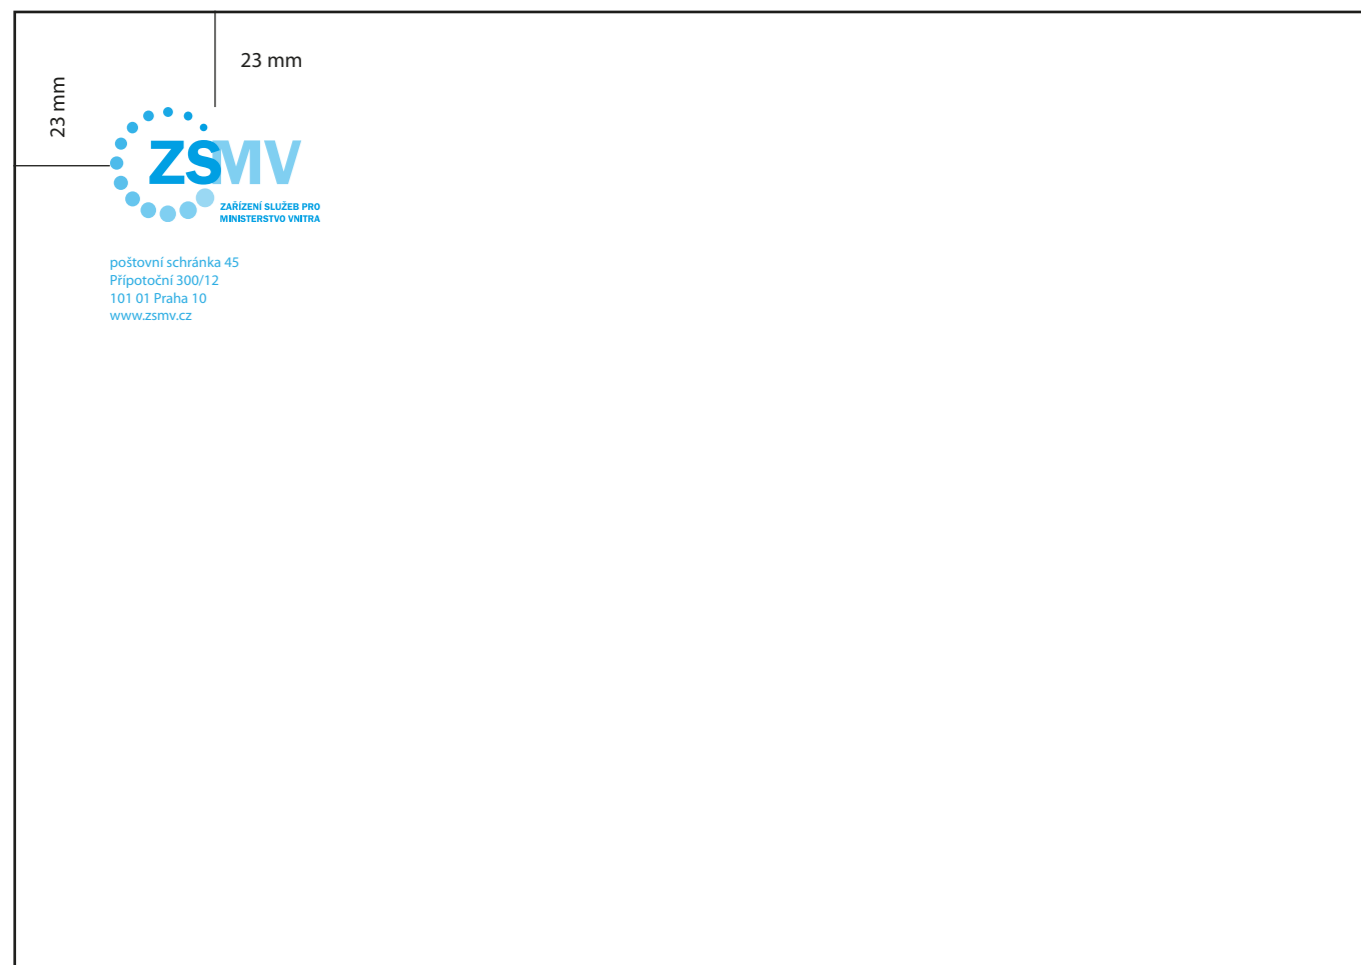 23 mm
23 mm
ZSMV
ZAŘÍZENÍ SLUŽEB PRO
MINISTERSTVO VNITRA
poštovní schránka 45
Přípotoční 300/12
101 01 Praha 10
www.zsmv.cz